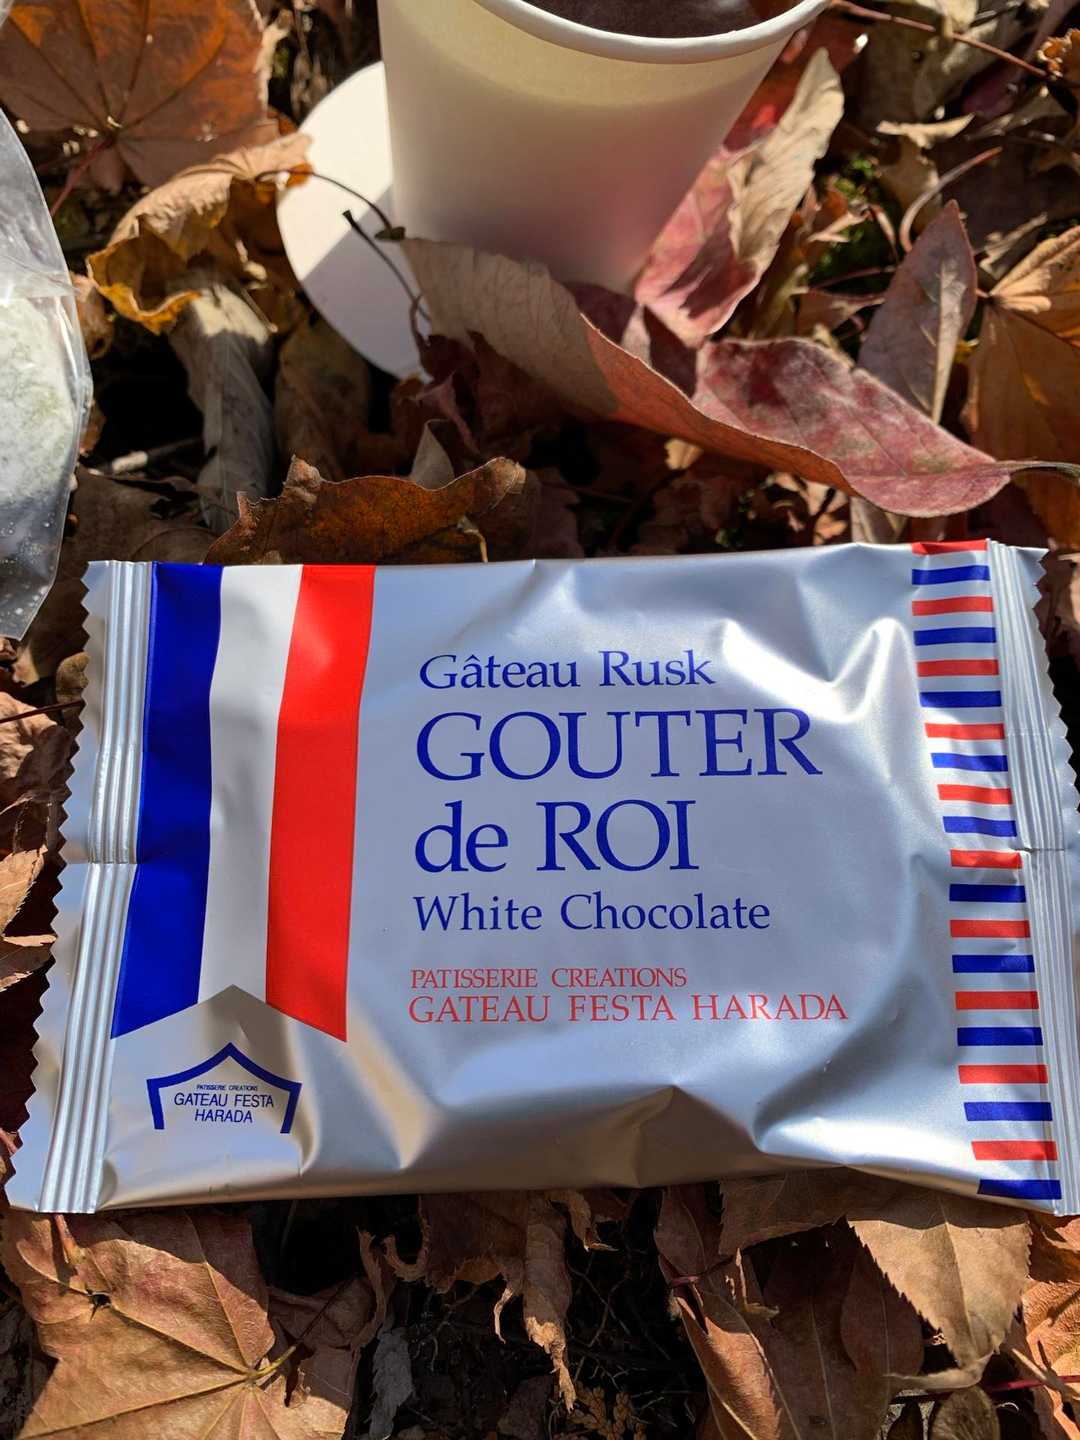 Gâteau Rusk
GOUTER
de ROI
White Chocolate
PATISSERIE CREATIONS
GATEAU FESTA HARADA
PATISSERIE CREATIONS
GATEAU FESTA
HARADA